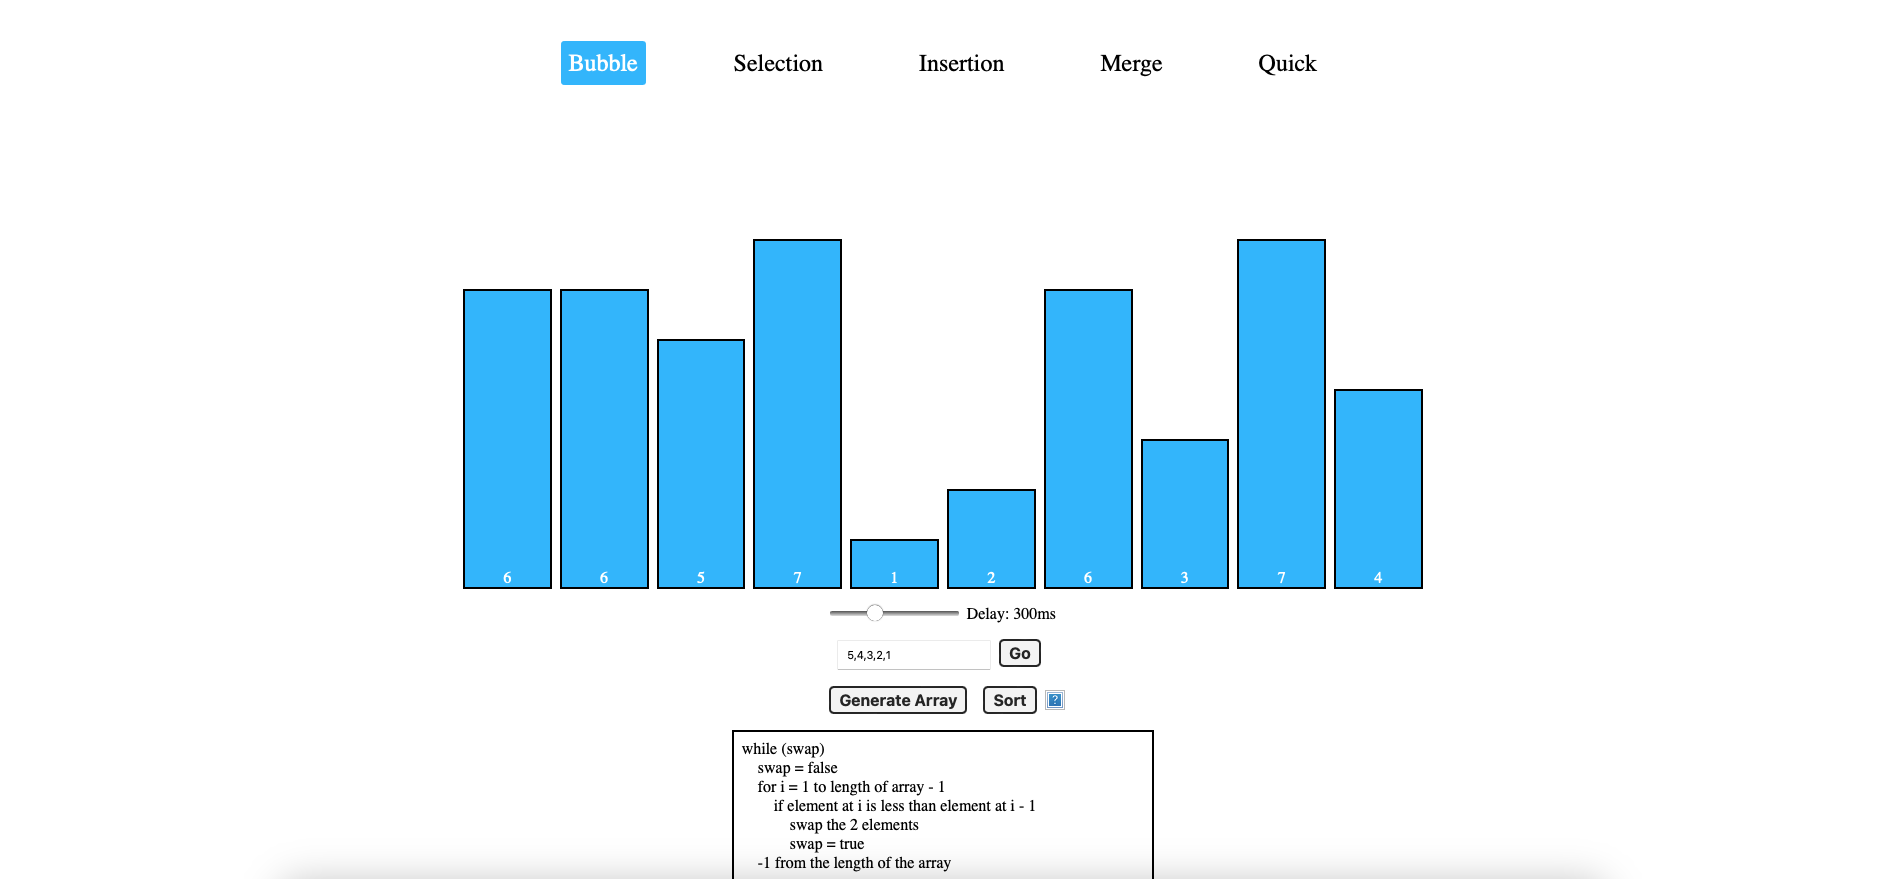 Bubble Selection Insertion Merge Quick
6 6 5 7 1 2 6 3 7 4
Delay: 300ms
5,4,3,2,1 Go
Generate Array Sort ?
while (swap)
swap = false
for i = 1 to length of array - 1
if element at i is less than element at i - 1
swap the 2 elements
swap = true
-1 from the length of the array